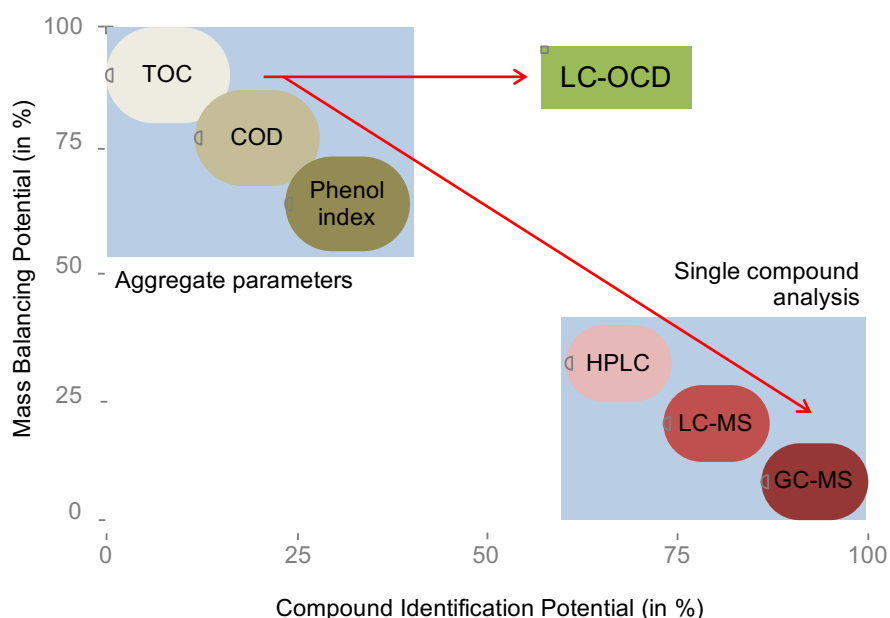 100
TOC
LC-OCD
COD
75
Phenol
index
50
Aggregate parameters
Single compound
analysis
HPLC
25
LC-MS
GC-MS
0
0
25
50
75
100
Mass Balancing Potential (in %)
Compound Identification Potential (in %)